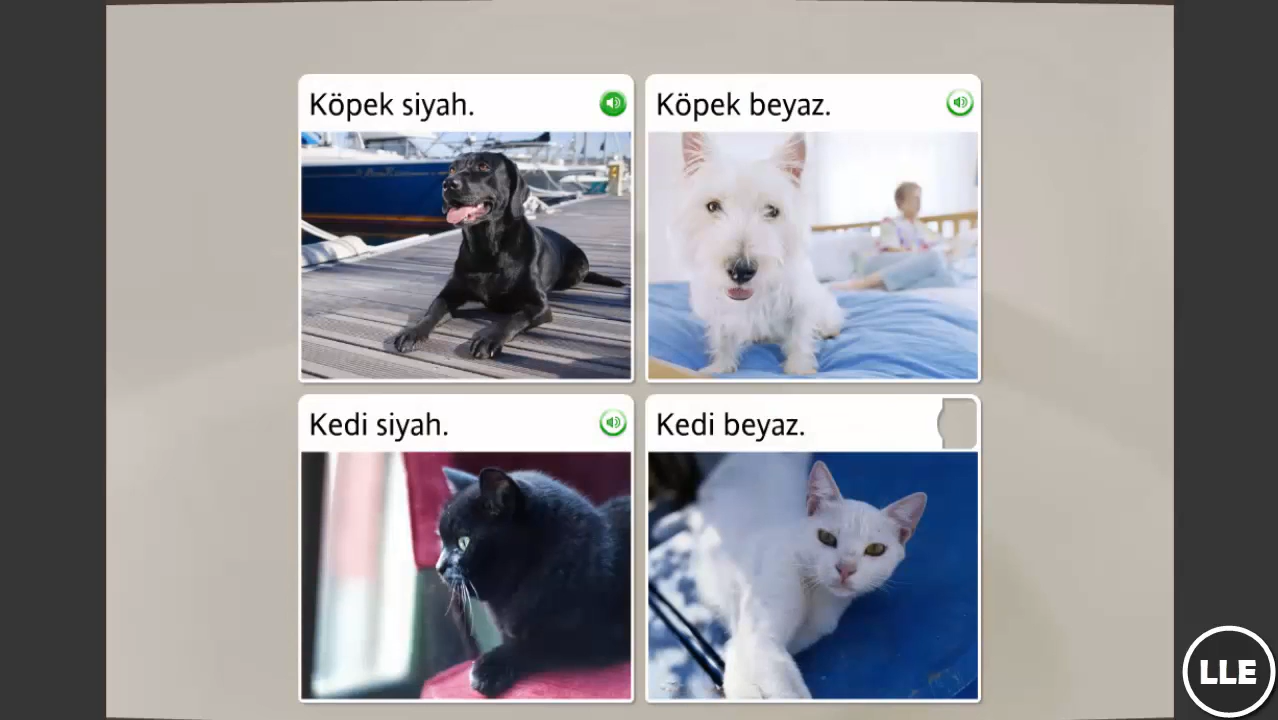 Köpek siyah.
Köpek beyaz.
Kedi siyah.
Kedi beyaz.
LLE